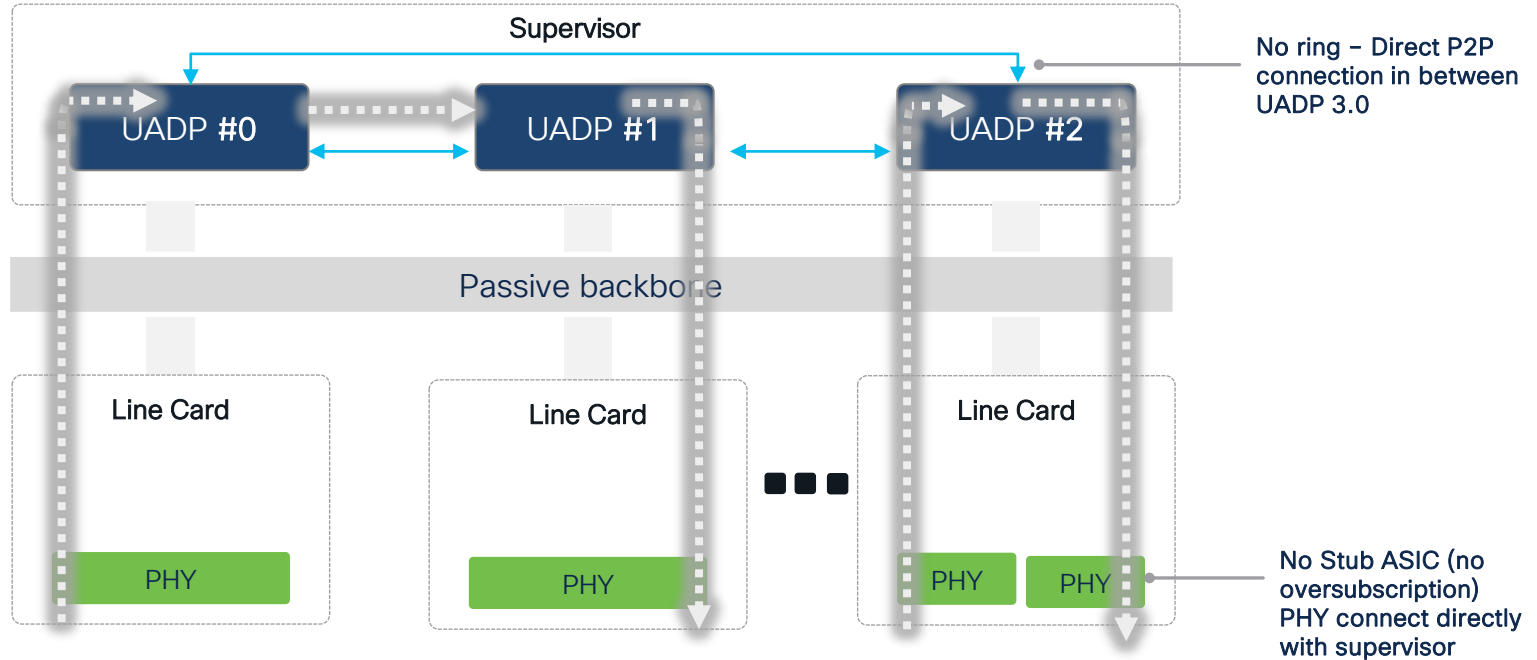 Supervisor
No ring – Direct P2P
connection in between
UADP 3.0
UADP #0
UADP #1
UADP #2
Passive backbone
Line Card
Line Card
Line Card
PHY
PHY
PHY
PHY
No Stub ASIC (no
oversubscription)
PHY connect directly
with supervisor